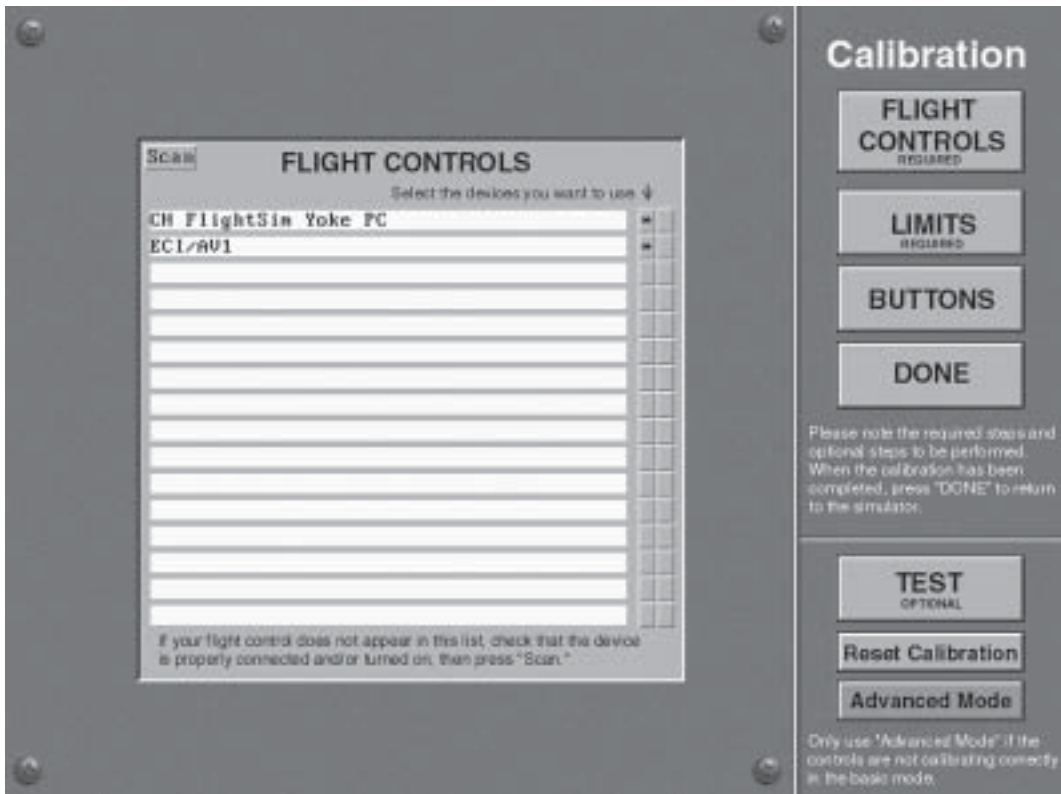 Calibration
FLIGHT
CONTROLS
REQUIRED
LIMITS
REQUIRED
BUTTONS
DONE
Please note the required steps and
optional steps to be performed.
When the calibration has been
completed, press "DONE" to return
to the simulator.
TEST
OPTIONAL
Reset Calibration
Advanced Mode
Only use "Advanced Mode" if the
controls are not calibrating correctly
in the basic mode.
Scan
FLIGHT CONTROLS
Select the devices you want to use
CH FlightSim Yoke PC
ECI/AV1
If your flight control does not appear in this list, check that the device
is properly connected and/or turned on, then press "Scan."